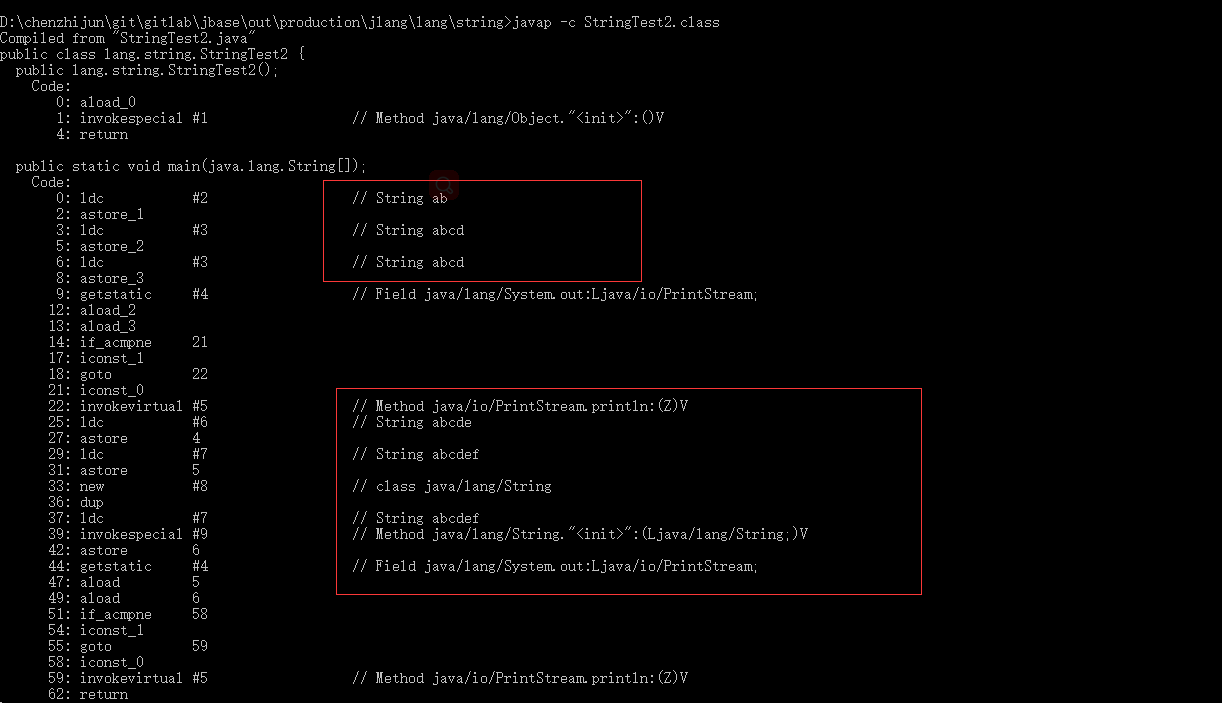 D:\chenzhijun\git\gitlab\jbase\out\production\jlang\lang\string>javap -c StringTest2.class
Compiled from "StringTest2.java"
public class lang.string.StringTest2 {
  public lang.string.StringTest2();
    Code:
       0: aload_0
       1: invokespecial #1                  // Method java/lang/Object."<init>":()V
       4: return

  public static void main(java.lang.String[]);
    Code:
       0: ldc           #2                  // String ab
       2: astore_1
       3: ldc           #3                  // String abcd
       5: astore_2
       6: ldc           #3                  // String abcd
       8: astore_3
       9: getstatic     #4                  // Field java/lang/System.out:Ljava/io/PrintStream;
      12: aload_2
      13: aload_3
      14: if_acmpne     21
      17: iconst_1
      18: goto          22
      21: iconst_0
      22: invokevirtual #5                  // Method java/io/PrintStream.println:(Z)V
      25: ldc           #6                  // String abcde
      27: astore        4
      29: ldc           #7                  // String abcdef
      31: astore        5
      33: new           #8                  // class java/lang/String
      36: dup
      37: ldc           #7                  // String abcdef
      39: invokespecial #9                  // Method java/lang/String."<init>":(Ljava/lang/String;)V
      42: astore        6
      44: getstatic     #4                  // Field java/lang/System.out:Ljava/io/PrintStream;
      47: aload         5
      49: aload         6
      51: if_acmpne     58
      54: iconst_1
      55: goto          59
      58: iconst_0
      59: invokevirtual #5                  // Method java/io/PrintStream.println:(Z)V
      62: return